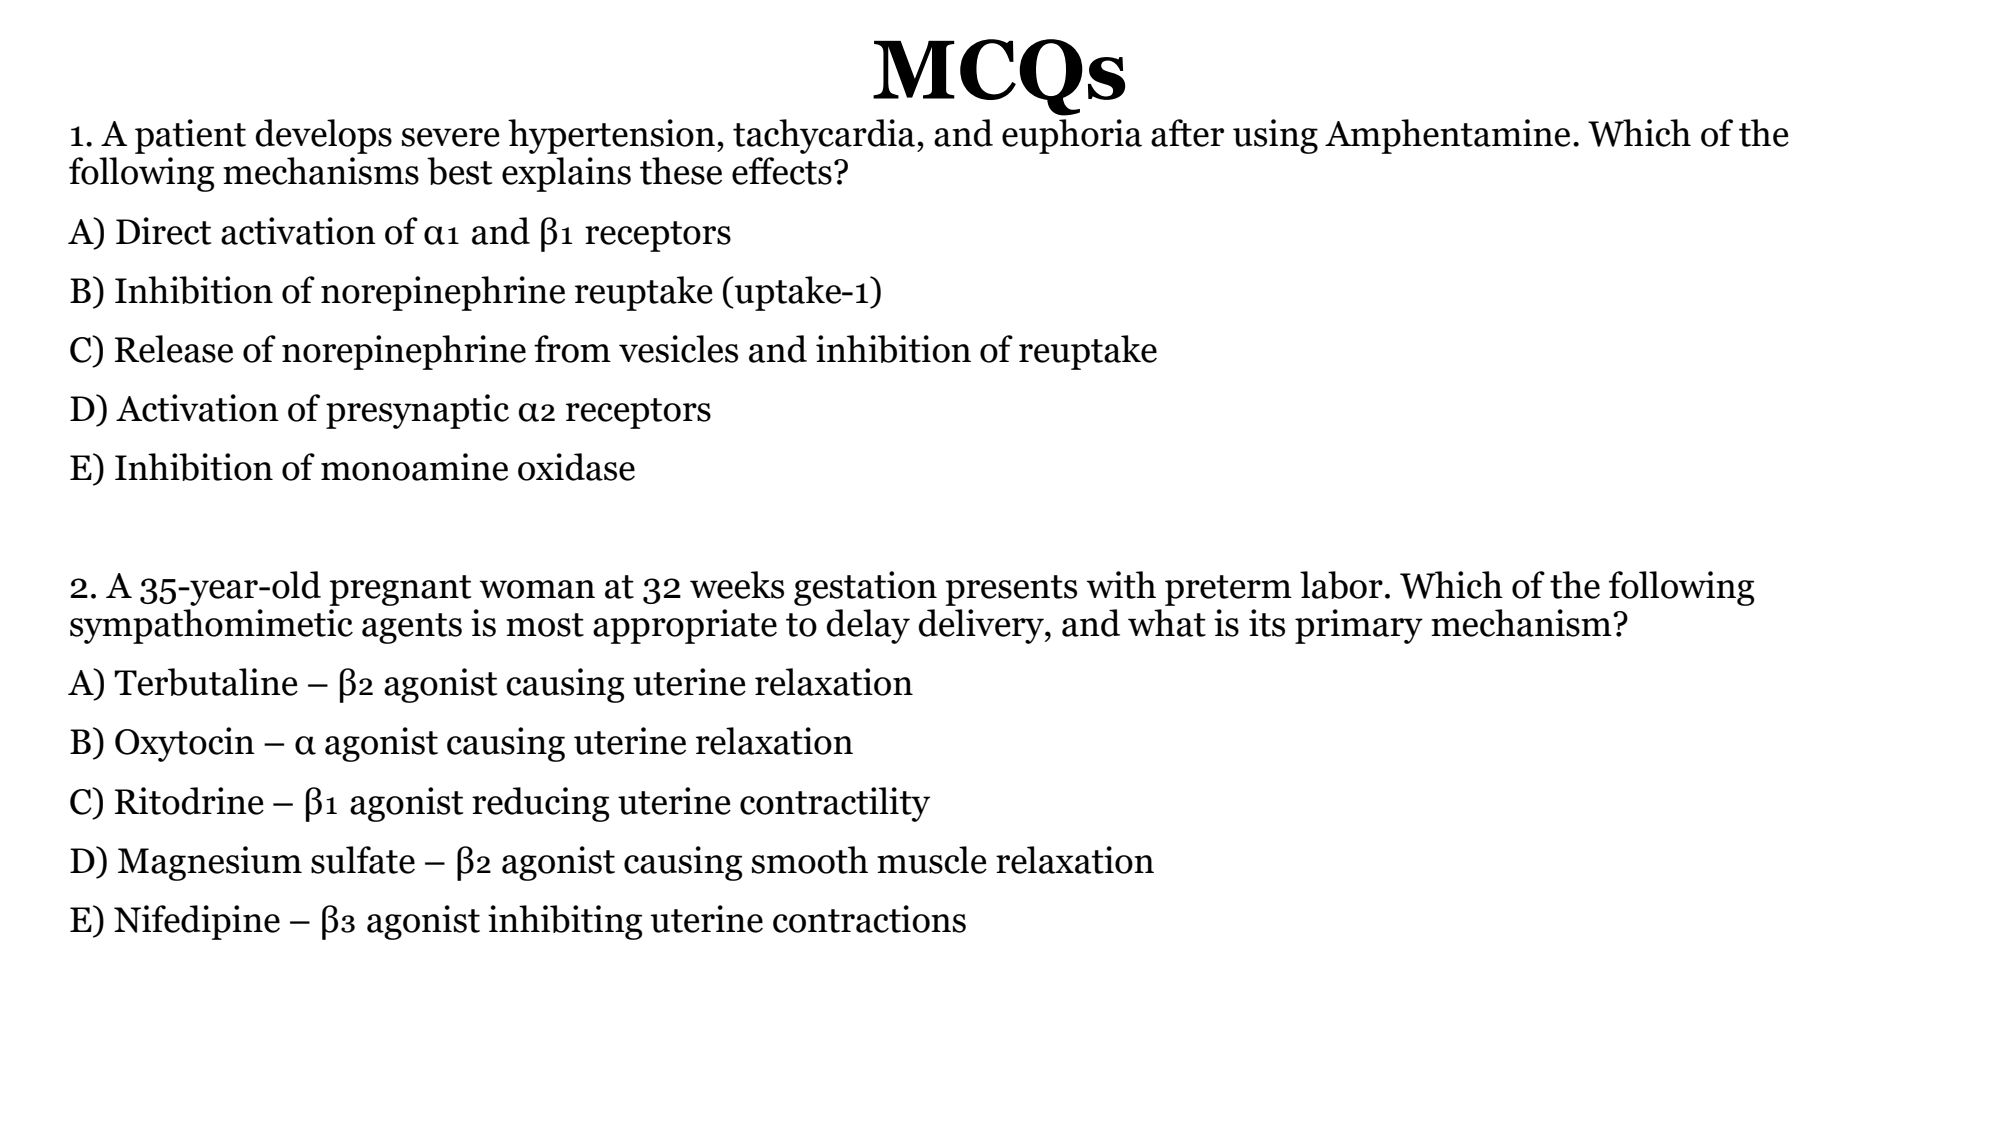 MCQs
1. A patient develops severe hypertension, tachycardia, and euphoria after using Amphentamine. Which of the
following mechanisms best explains these effects?
A) Direct activation of α₁ and β₁ receptors
B) Inhibition of norepinephrine reuptake (uptake-1)
C) Release of norepinephrine from vesicles and inhibition of reuptake
D) Activation of presynaptic α₂ receptors
E) Inhibition of monoamine oxidase
2. A 35-year-old pregnant woman at 32 weeks gestation presents with preterm labor. Which of the following
sympathomimetic agents is most appropriate to delay delivery, and what is its primary mechanism?
A) Terbutaline – β₂ agonist causing uterine relaxation
B) Oxytocin – α agonist causing uterine relaxation
C) Ritodrine – β₁ agonist reducing uterine contractility
D) Magnesium sulfate – β₂ agonist causing smooth muscle relaxation
E) Nifedipine – β₃ agonist inhibiting uterine contractions